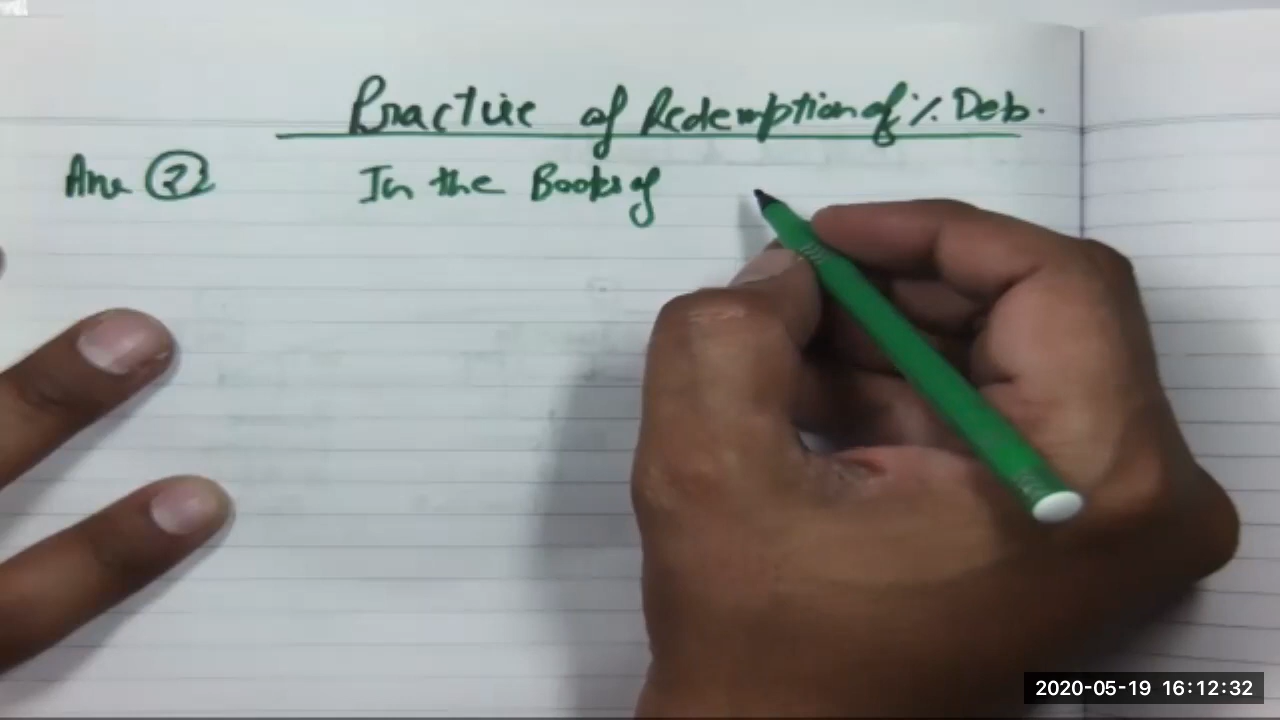 Practice of Redemption of % Deb.
Ans ②
In the Books of
2020-05-19 16:12:32